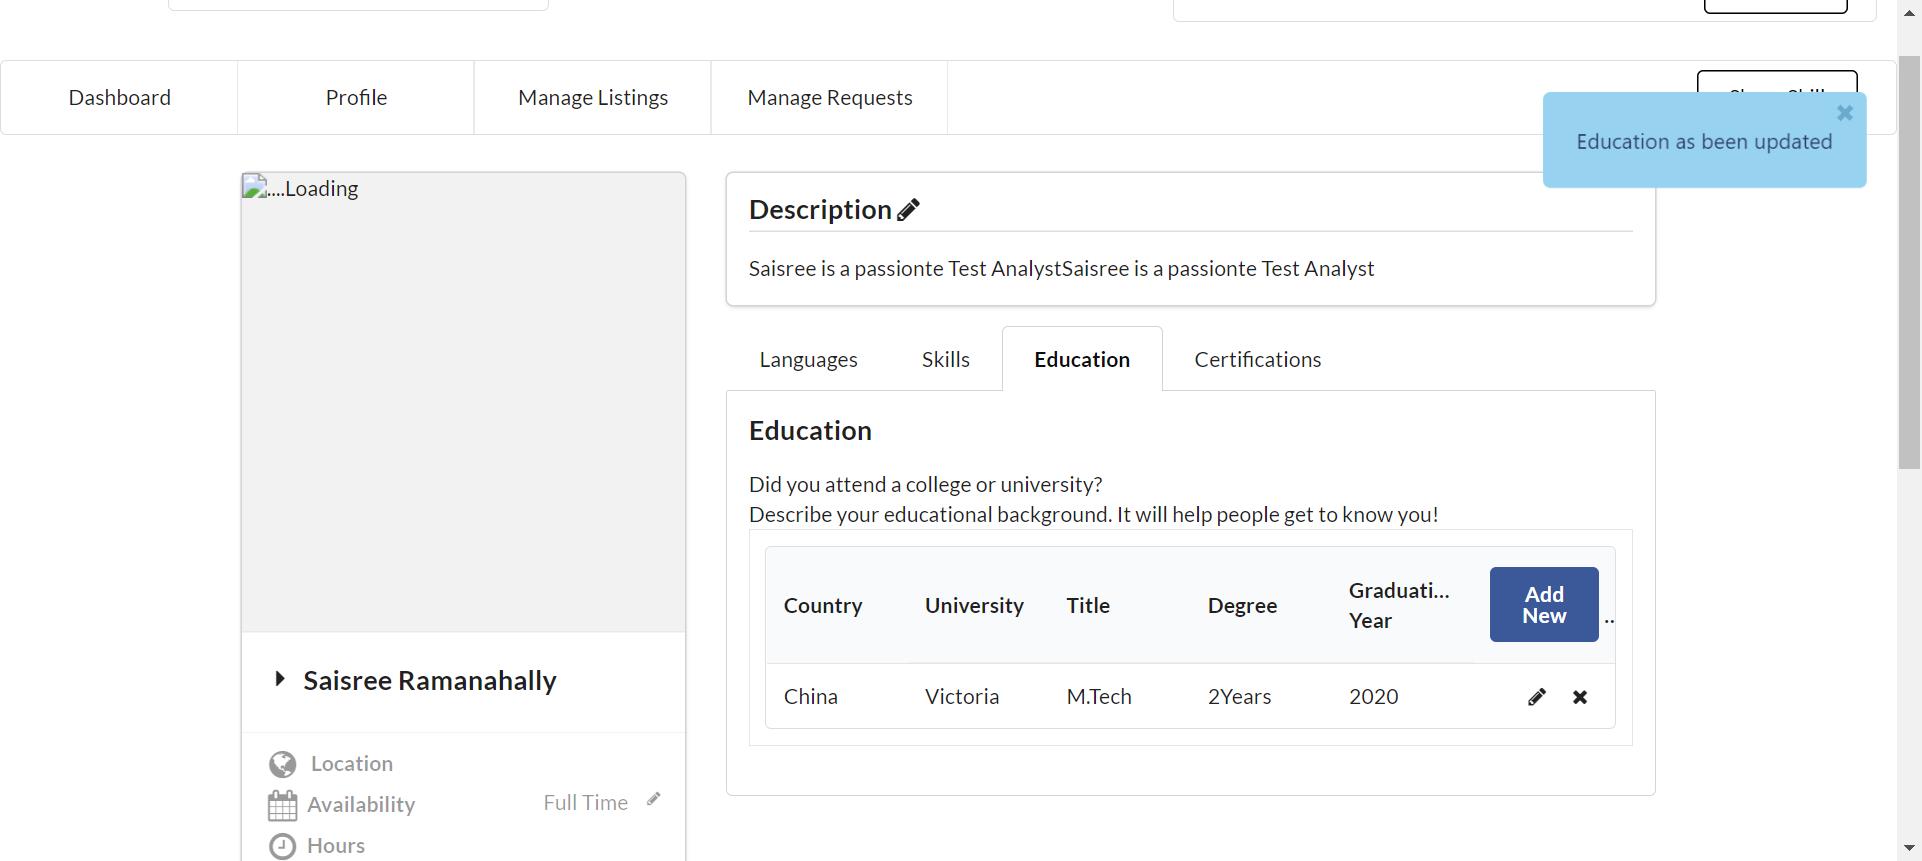 Dashboard
Profile
Manage Listings
Manage Requests
Education as been updated
....Loading
Description
Saisree is a passionte Test AnalystSaisree is a passionte Test Analyst
Languages
Skills
Education
Certifications
Education
Did you attend a college or university?
Describe your educational background. It will help people get to know you!
Country
University
Title
Degree
Graduati...
Year
Add
New
..
China
Victoria
M.Tech
2Years
2020
Saisree Ramanahally
Location
Availability
Full Time
Hours